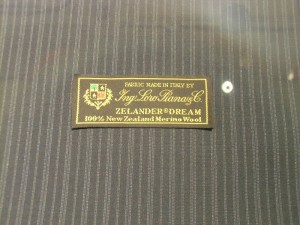 FABRIC MADE IN ITALY BY
Ing. Loro Piana & C.
ZELANDER® DREAM
100% New Zealand Merino Wool